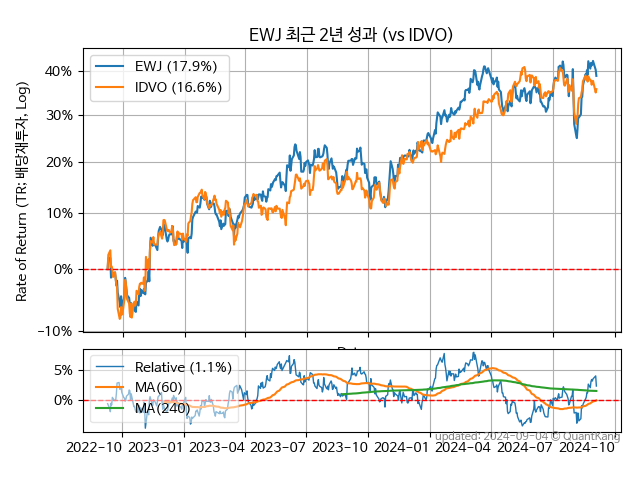 EWJ 최근 2년 성과 (vs IDVO)
EWJ (17.9%)
IDVO (16.6%)
Rate of Return (TR: 배당재투자, Log)
40%
30%
20%
10%
0%
−10%
Relative (1.1%)
MA(60)
MA(240)
5%
0%
updated: 2024-09-04 © QuantKang
2022-10 2023-01 2023-04 2023-07 2023-10 2024-01 2024-04 2024-07 2024-10